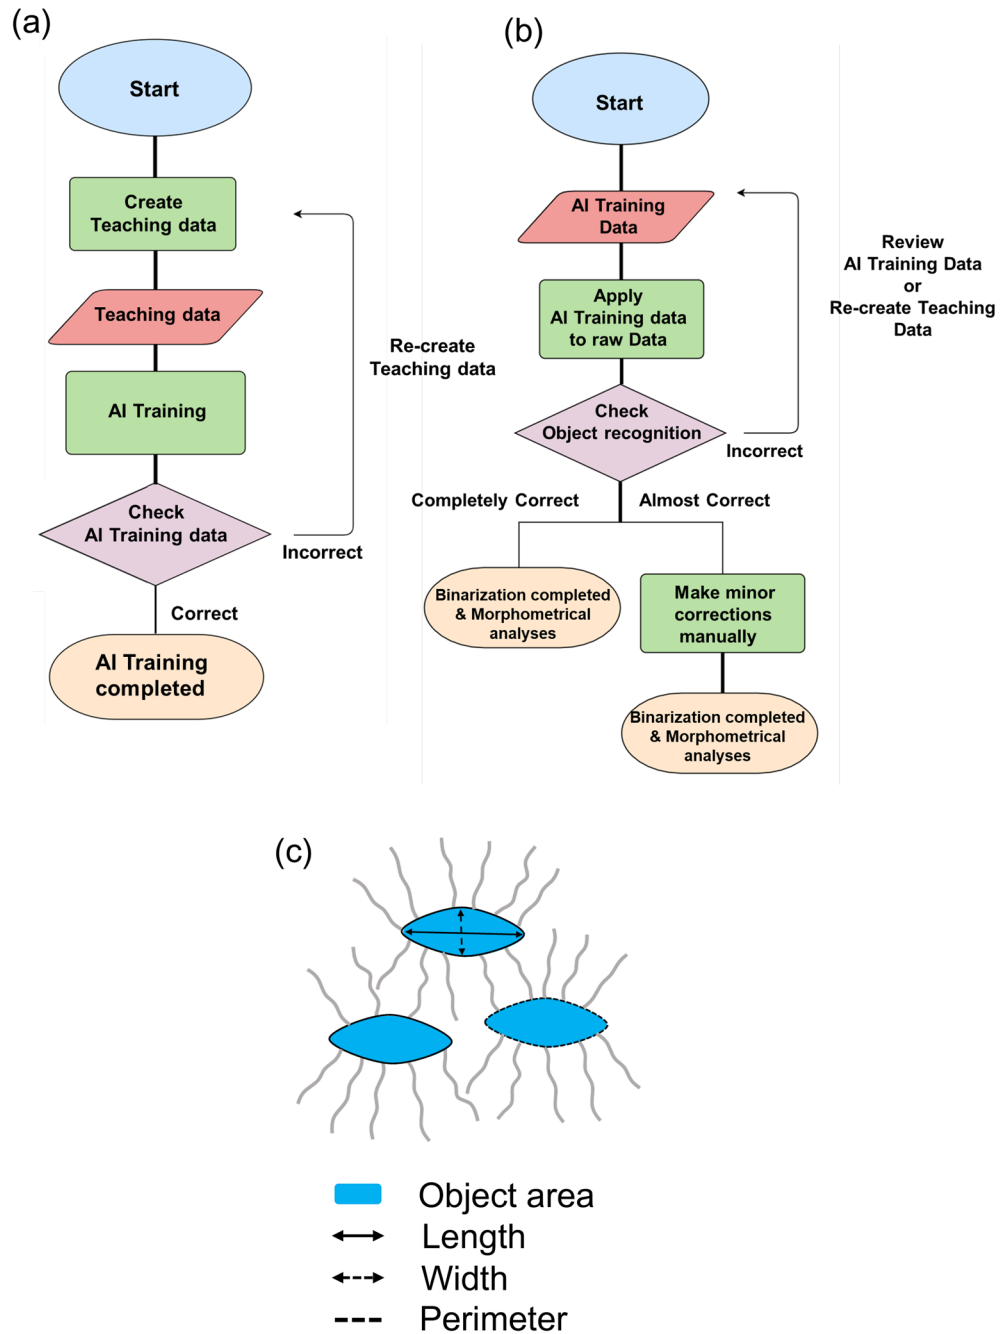 (a)
Start
Create
Teaching data
Teaching data
AI Training
Check
AI Training data
Incorrect
Re-create
Teaching data
Correct
AI Training
completed
(b)
Start
AI Training
Data
Apply
AI Training data
to raw Data
Check
Object recognition
Incorrect
Review
AI Training Data
or
Re-create Teaching
Data
Completely Correct
Almost Correct
Binarization completed
& Morphometrical
analyses
Make minor
corrections
manually
Binarization completed
& Morphometrical
analyses
(c)
Object area
Length
Width
Perimeter